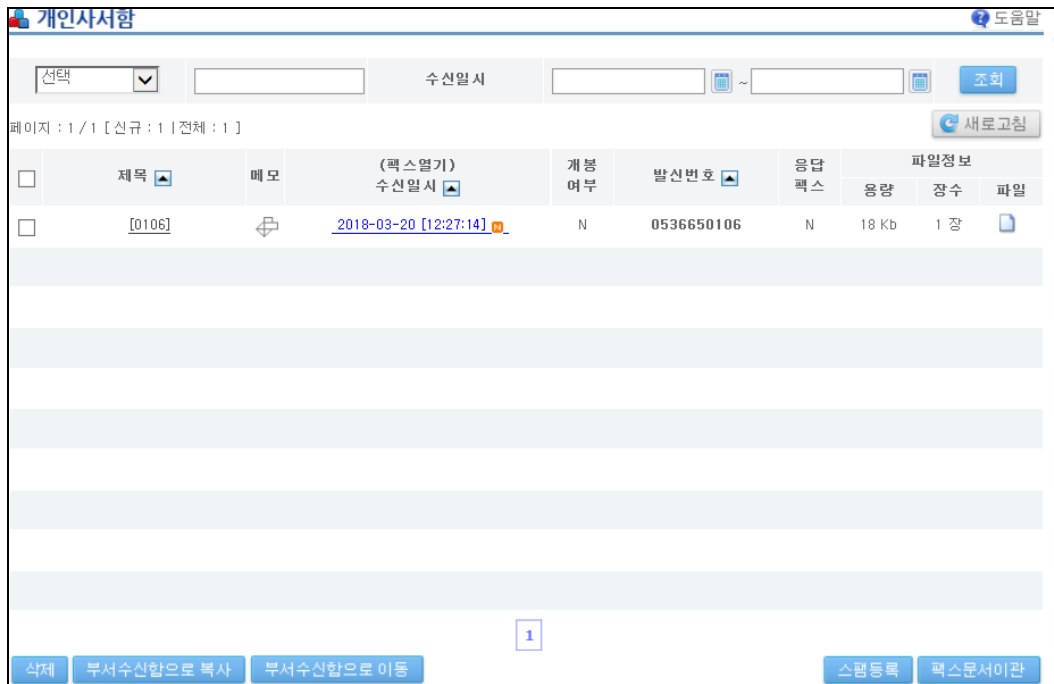 개인사서함 도움말
선택 수신일시 ~ 조회
페이지 : 1 / 1 [ 신규 : 1 | 전체 : 1 ] 새로고침
제목 메모 (팩스열기) 수신일시 개봉 여부 발신번호 응답 팩스 파일정보
용량 장수 파일
[0106] 2018-03-20 [12:27:14] N N 0536650106 N 18 Kb 1 장
1
삭제 부서수신함으로 복사 부서수신함으로 이동 스팸등록 팩스문서이관